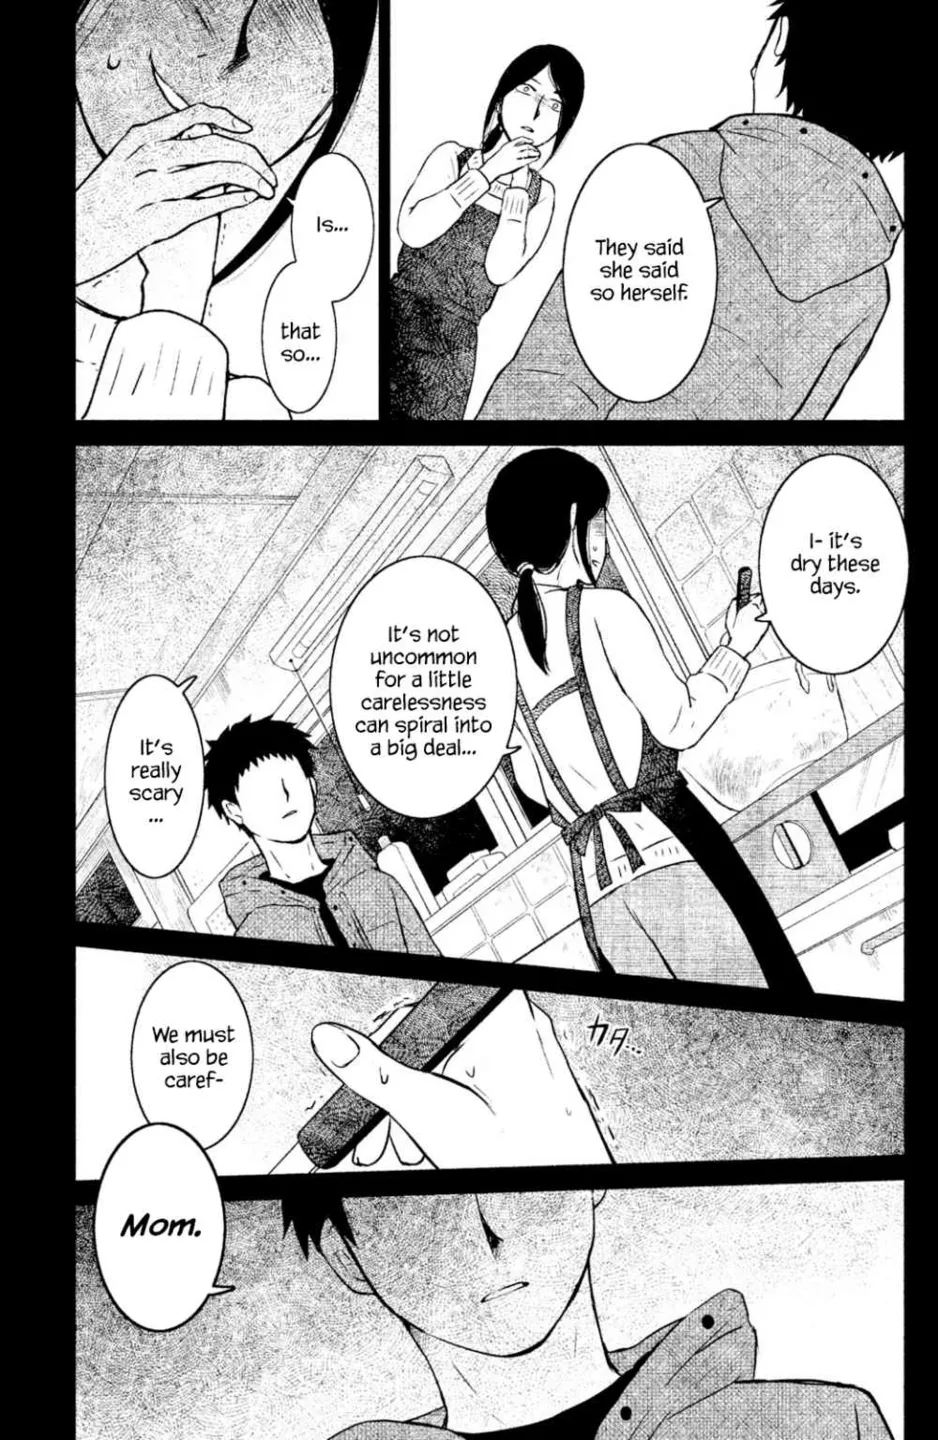 They said
she said
so herself.
Is...
that
so...
I- it's
dry these
days.
It's not
uncommon
for a little
carelessness
can spiral into
a big deal...
It's
really
scary
...
カタ...
We must
also be
caref-
Mom.